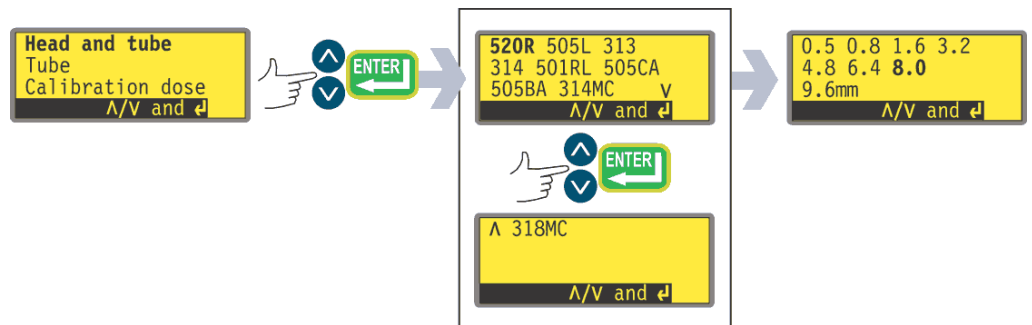 Head and tube
Tube
Calibration dose
Λ/V and ↵
ENTER
520R 505L 313
314 501RL 505CA
505BA 314MC V
Λ/V and ↵
ENTER
Λ 318MC
Λ/V and ↵
0.5 0.8 1.6 3.2
4.8 6.4 8.0
9.6mm
Λ/V and ↵